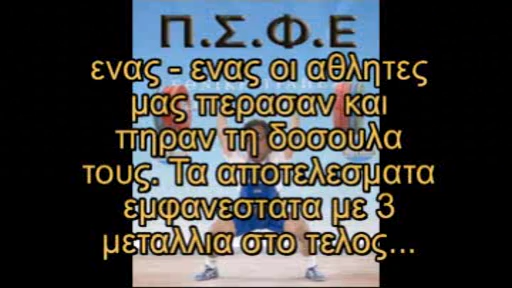 Π.Σ.Φ.Ε
ενας - ενας οι αθλητες
μας περασαν και
πηραν τη δοσουλα
τους. Τα αποτελεσματα
εμφανεστατα με 3
μεταλλια στο τελος...